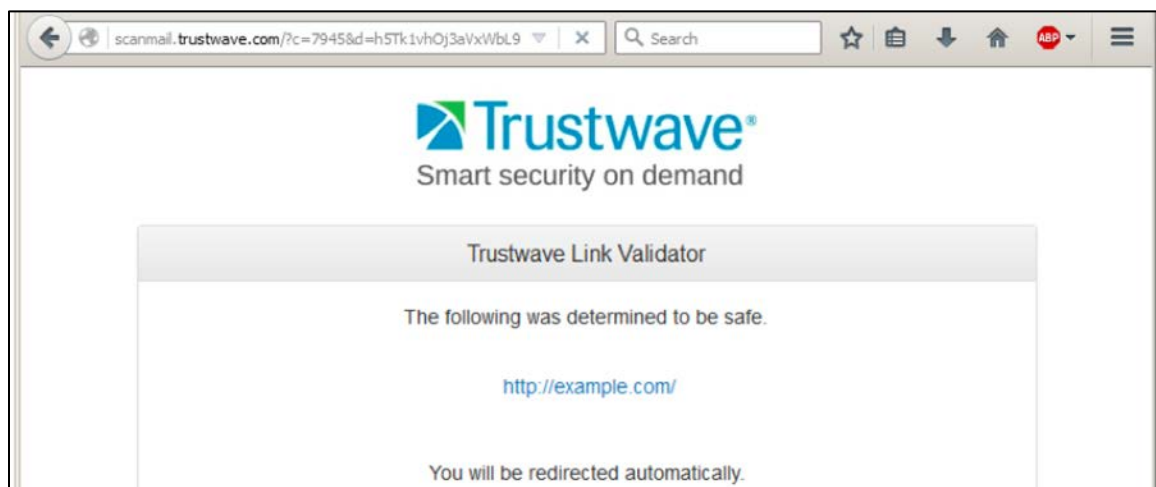 scanmail.trustwave.com/?c=7945&d=h5Tk1vhOj3aVxWbL9
Search
ABP
Trustwave®
Smart security on demand
Trustwave Link Validator
The following was determined to be safe.
http://example.com/
You will be redirected automatically.